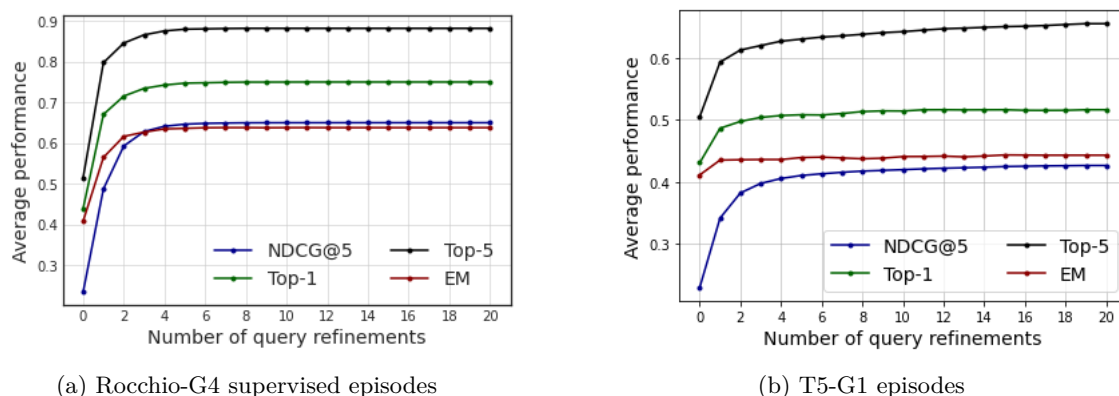 0.9
0.8
0.7
0.6
0.5
0.4
0.3
Average performance
NDCG@5
Top-1
Top-5
EM
0 2 4 6 8 10 12 14 16 18 20
Number of query refinements
(a) Rocchio-G4 supervised episodes
0.6
0.5
0.4
0.3
Average performance
NDCG@5
Top-1
Top-5
EM
0 2 4 6 8 10 12 14 16 18 20
Number of query refinements
(b) T5-G1 episodes